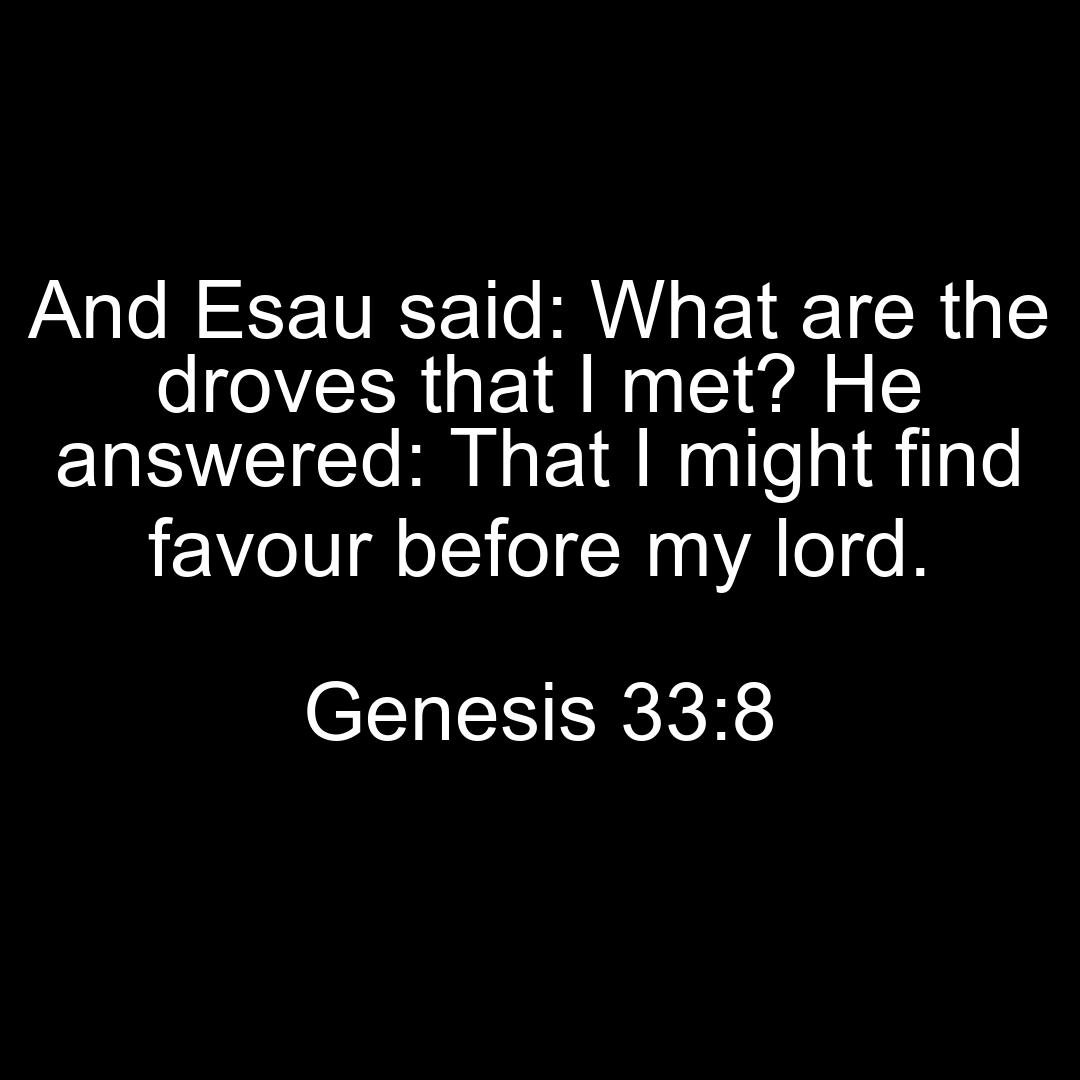 And Esau said: What are the
droves that I met? He
answered: That I might find
favour before my lord.
Genesis 33:8